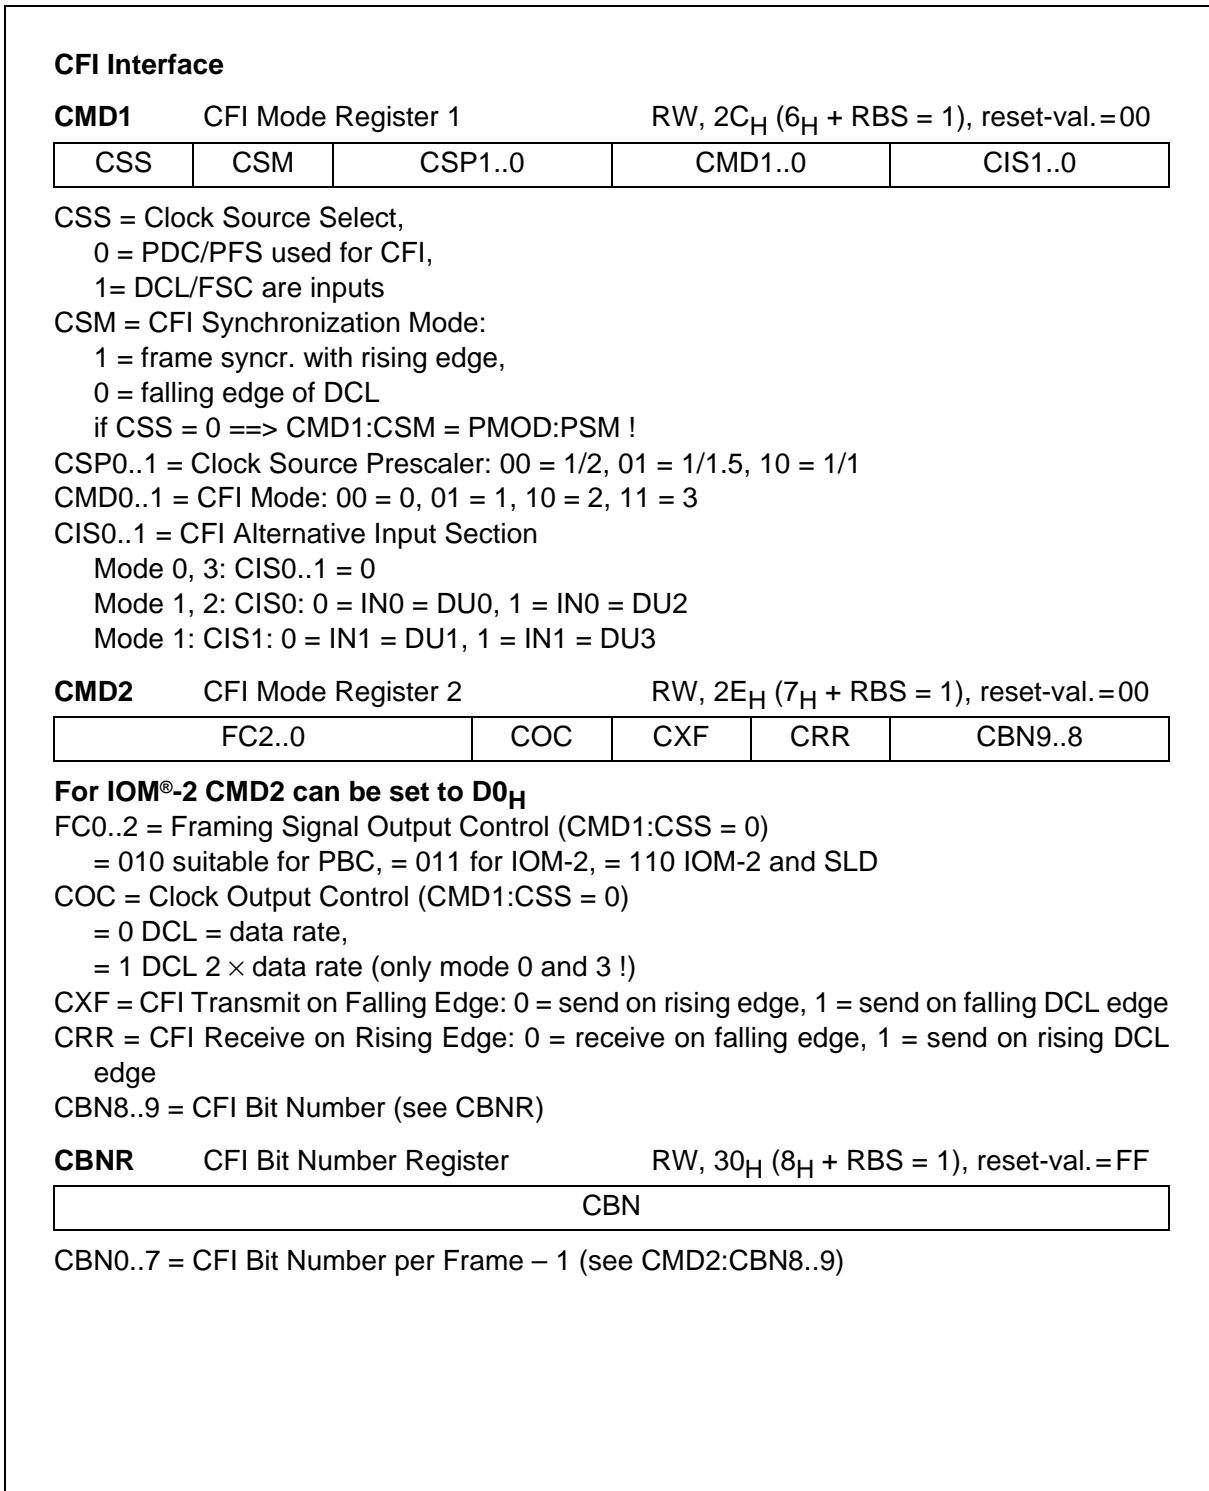 CFI Interface
CMD1 CFI Mode Register 1 RW, 2CH (6H + RBS = 1), reset-val.=00
CSS CSM CSP1..0 CMD1..0 CIS1..0
CSS = Clock Source Select,
0 = PDC/PFS used for CFI,
1= DCL/FSC are inputs
CSM = CFI Synchronization Mode:
1 = frame syncr. with rising edge,
0 = falling edge of DCL
if CSS = 0 ==> CMD1:CSM = PMOD:PSM !
CSP0..1 = Clock Source Prescaler: 00 = 1/2, 01 = 1/1.5, 10 = 1/1
CMD0..1 = CFI Mode: 00 = 0, 01 = 1, 10 = 2, 11 = 3
CIS0..1 = CFI Alternative Input Section
Mode 0, 3: CIS0..1 = 0
Mode 1, 2: CIS0: 0 = IN0 = DU0, 1 = IN0 = DU2
Mode 1: CIS1: 0 = IN1 = DU1, 1 = IN1 = DU3
CMD2 CFI Mode Register 2 RW, 2EH (7H + RBS = 1), reset-val.=00
FC2..0 COC CXF CRR CBN9..8
For IOM®-2 CMD2 can be set to D0H
FC0..2 = Framing Signal Output Control (CMD1:CSS = 0)
= 010 suitable for PBC, = 011 for IOM-2, = 110 IOM-2 and SLD
COC = Clock Output Control (CMD1:CSS = 0)
= 0 DCL = data rate,
= 1 DCL 2 × data rate (only mode 0 and 3 !)
CXF = CFI Transmit on Falling Edge: 0 = send on rising edge, 1 = send on falling DCL edge
CRR = CFI Receive on Rising Edge: 0 = receive on falling edge, 1 = send on rising DCL
edge
CBN8..9 = CFI Bit Number (see CBNR)
CBNR CFI Bit Number Register RW, 30H (8H + RBS = 1), reset-val.=FF
CBN
CBN0..7 = CFI Bit Number per Frame – 1 (see CMD2:CBN8..9)